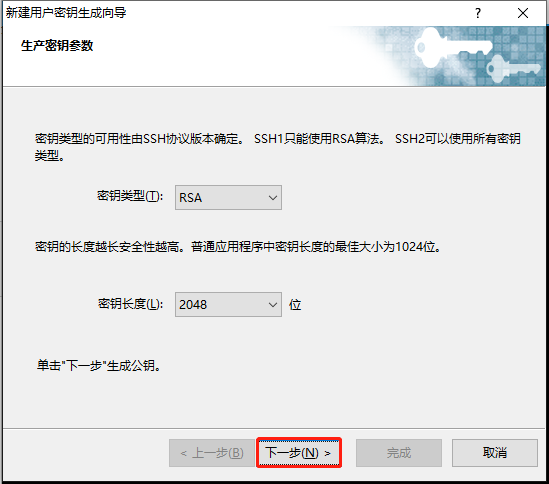 新建用户密钥生成向导
?
生产密钥参数
密钥类型的可用性由SSH协议版本确定。 SSH1只能使用RSA算法。 SSH2可以使用所有密钥
类型。
密钥类型(T): RSA
密钥的长度越长安全性越高。普通应用程序中密钥长度的最佳大小为1024位。
密钥长度(L): 2048 位
单击"下一步"生成公钥。
< 上一步(B) 下一步(N) > 完成 取消